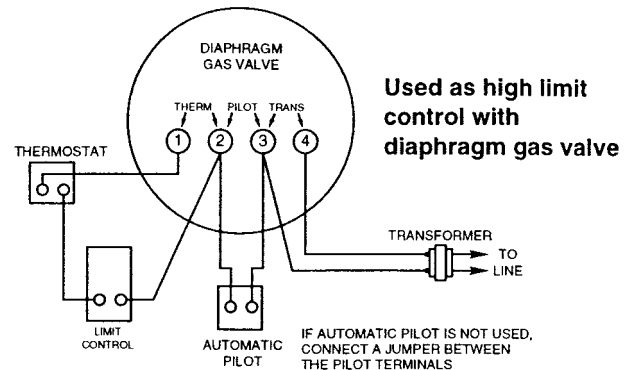 DIAPHRAGM
GAS VALVE
THERM PILOT TRANS
1 2 3 4
Used as high limit
control with
diaphragm gas valve
THERMOSTAT
TRANSFORMER
TO
LINE
LIMIT
CONTROL
AUTOMATIC
PILOT
IF AUTOMATIC PILOT IS NOT USED,
CONNECT A JUMPER BETWEEN
THE PILOT TERMINALS